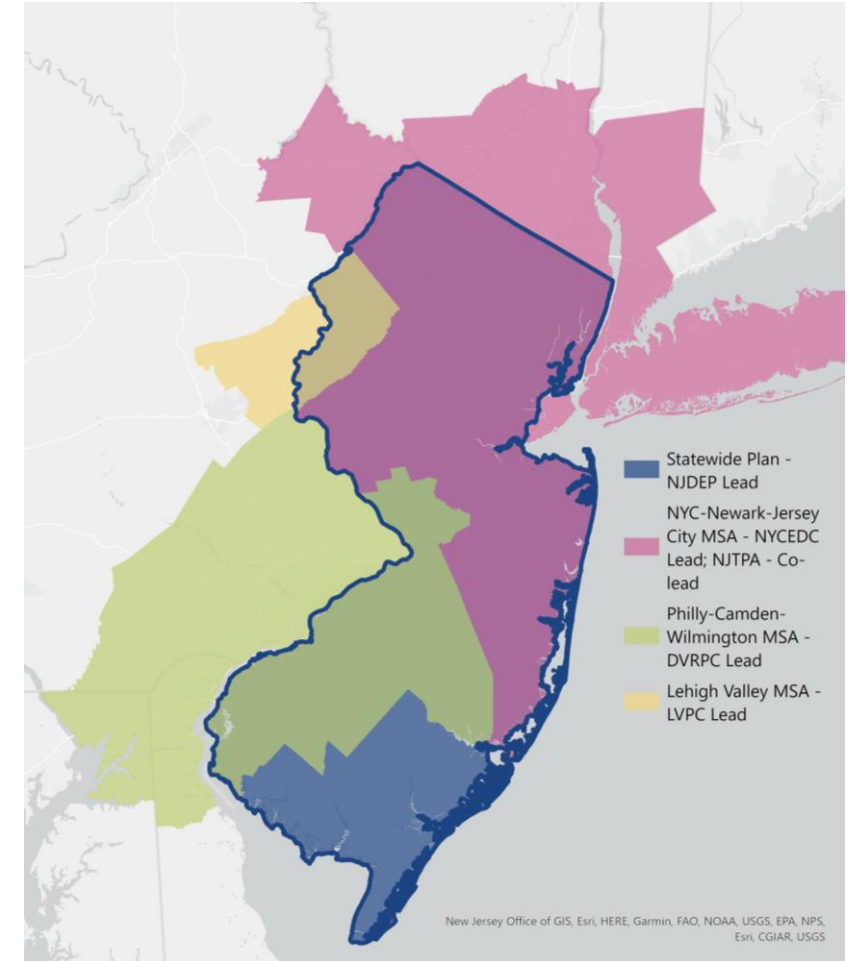 Statewide Plan -
NJDEP Lead
NYC-Newark-Jersey
City MSA - NYCEDC
Lead; NJTPA - Co-
lead
Philly-Camden-
Wilmington MSA -
DVRPC Lead
Lehigh Valley MSA -
LVPC Lead
New Jersey Office of GIS, Esri, HERE, Garmin, FAO, NOAA, USGS, EPA, NPS,
Esri, CGIAR, USGS